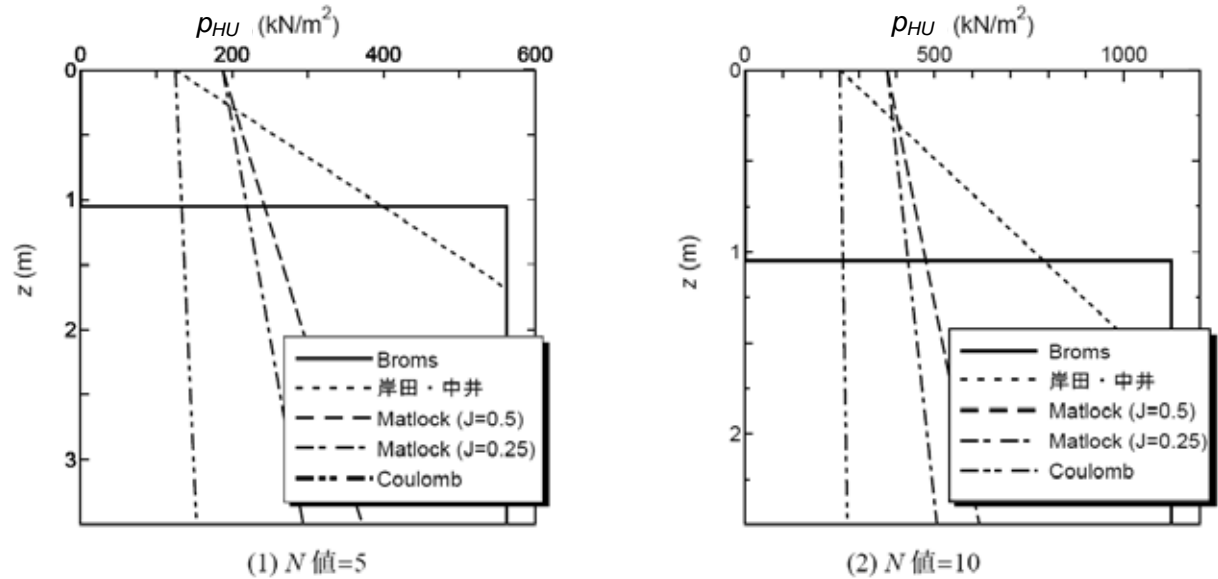 p_HU (kN/m²)
0 200 400 600
0
1
2
3
z (m)
Broms
岸田・中井
Matlock (J=0.5)
Matlock (J=0.25)
Coulomb
(1) N 値=5
p_HU (kN/m²)
0 500 1000
0
1
2
z (m)
Broms
岸田・中井
Matlock (J=0.5)
Matlock (J=0.25)
Coulomb
(2) N 値=10